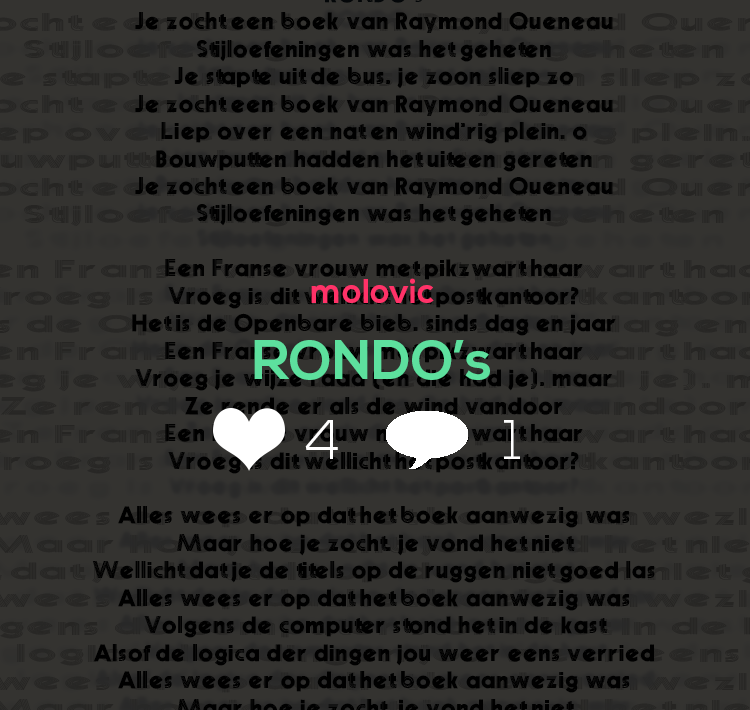 RONDO's
Je zocht een boek van Raymond Queneau
Stijloefeningen was het geheten
Je stapte uit de bus, je zoon sliep zo
Je zocht een boek van Raymond Queneau
Liep over een nat en wind'rig plein, o
Bouwputten hadden het uiteen gereten
Je zocht een boek van Raymond Queneau
Stijloefeningen was het geheten
Een Franse vrouw met pikzwart haar
Vroeg is dit wellicht het postkantoor?
molovic
Het is de Openbare bieb, sinds dag en jaar
Een Franse vrouw met pikzwart haar
RONDO's
Vroeg je wijze raad (en die had je), maar
Ze rende er als de wind vandoor
Een Franse vrouw met pikzwart haar
4 1
Vroeg is dit wellicht het postkantoor?
Alles wees er op dat het boek aanwezig was
Maar hoe je zocht, je vond het niet
Wellicht dat je de titels op de ruggen niet goed las
Alles wees er op dat het boek aanwezig was
Volgens de computer stond het in de kast
Alsof de logica der dingen jou weer eens verried
Alles wees er op dat het boek aanwezig was
Maar hoe je zocht, je vond het niet